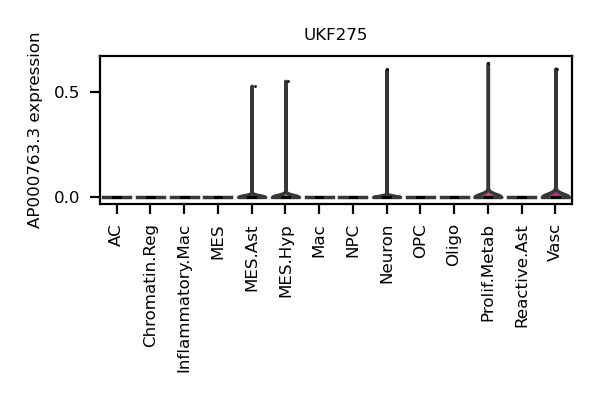 UKF275
AP000763.3 expression
0.5
0.0
AC
Chromatin.Reg
Inflammatory.Mac
MES
MES.Ast
MES.Hyp
Mac
NPC
Neuron
OPC
Oligo
Prolif.Metab
Reactive.Ast
Vasc